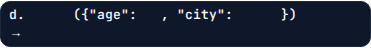 d. ({"age": , "city": })
→